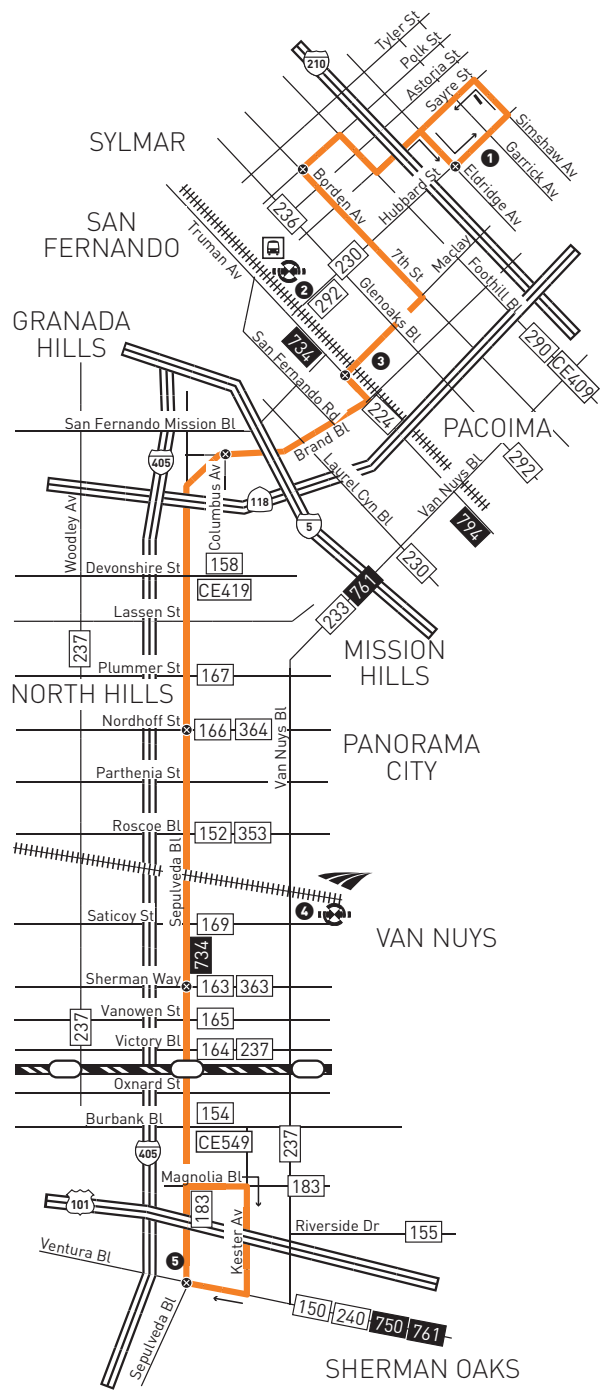 Tyler St
Polk St
Astoria St
Sayre St
210
Simshaw Av
Garrick Av
1
Eldridge Av
SYLMAR
Borden Av
Hubbard St
236
SAN
FERNANDO
Truman Av
2
230
292
7th St
Maclay
Foothill Bl
Glenoaks Bl
290
CE409
GRANADA
HILLS
734
3
San Fernando Rd
224
PACOIMA
San Fernando Mission Bl
Brand Bl
292
405
Columbus Av
118
Laurel Cyn Bl
Van Nuys Bl
794
5
230
Woodley Av
158
Devonshire St
CE419
761
233
Lassen St
237
MISSION
HILLS
Plummer St
167
NORTH HILLS
Nordhoff St
166
364
Van Nuys Bl
PANORAMA
CITY
Parthenia St
Roscoe Bl
152
353
Sepulveda Bl
4
Saticoy St
169
VAN NUYS
734
Sherman Way
163
363
Vanowen St
165
237
Victory Bl
164
237
Oxnard St
154
Burbank Bl
CE549
237
405
Magnolia Bl
183
183
101
Riverside Dr
155
Kester Av
Ventura Bl
5
150
240
750
761
Sepulveda Bl
SHERMAN OAKS